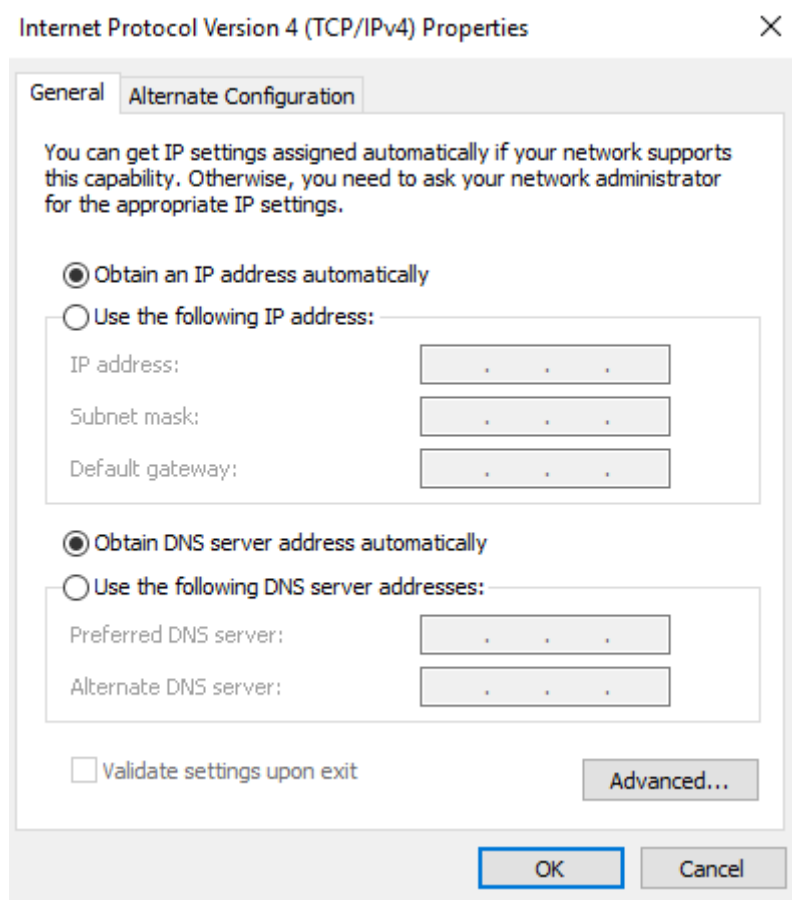 Internet Protocol Version 4 (TCP/IPv4) Properties
General
Alternate Configuration
You can get IP settings assigned automatically if your network supports
this capability. Otherwise, you need to ask your network administrator
for the appropriate IP settings.
Obtain an IP address automatically
Use the following IP address:
IP address:
. . .
Subnet mask:
. . .
Default gateway:
. . .
Obtain DNS server address automatically
Use the following DNS server addresses:
Preferred DNS server:
. . .
Alternate DNS server:
. . .
Validate settings upon exit
Advanced...
OK
Cancel